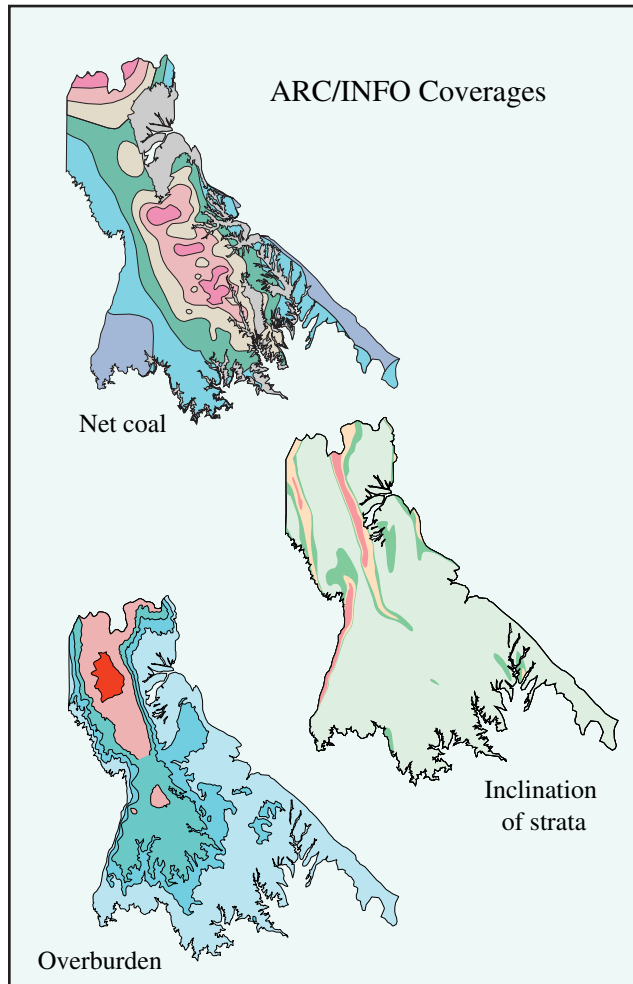 ARC/INFO Coverages
Net coal
Inclination
of strata
Overburden